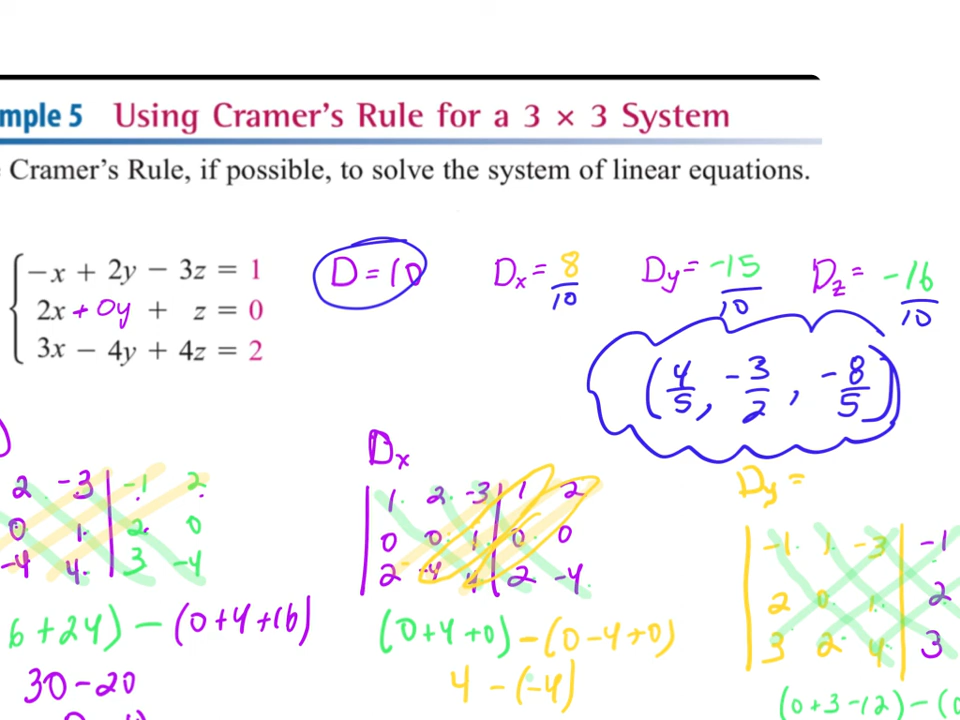 mple 5 Using Cramer's Rule for a 3 × 3 System
Cramer's Rule, if possible, to solve the system of linear equations.
−x + 2y − 3z = 1
2x + 0y + z = 0
3x − 4y + 4z = 2
D = 10
Dx = 8/10
Dy = -15/10
Dz = -16/10
(4/5, -3/2, -8/5)
2 -3 | -1 2
0 1 | 2 0
-4 4 | 3 -4
6 + 24) − (0+4+16)
30 − 20
Dx
1 2 -3 | 1 2
0 0 1 | 0 0
2 -4 4 | 2 -4
(0+4+0) − (0−4+0)
4 − (−4)
Dy =
-1 1 -3 | -1
2 0 1 | 2
3 2 4 | 3
(0+3−12) − (0